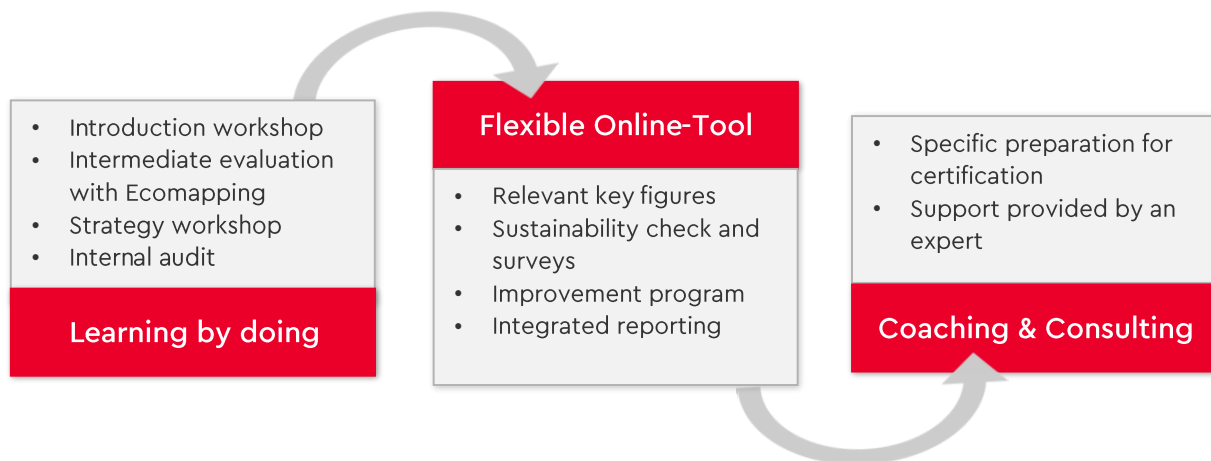 • Introduction workshop
• Intermediate evaluation
with Ecomapping
• Strategy workshop
• Internal audit
Learning by doing
Flexible Online-Tool
• Relevant key figures
• Sustainability check and
surveys
• Improvement program
• Integrated reporting
• Specific preparation for
certification
• Support provided by an
expert
Coaching & Consulting